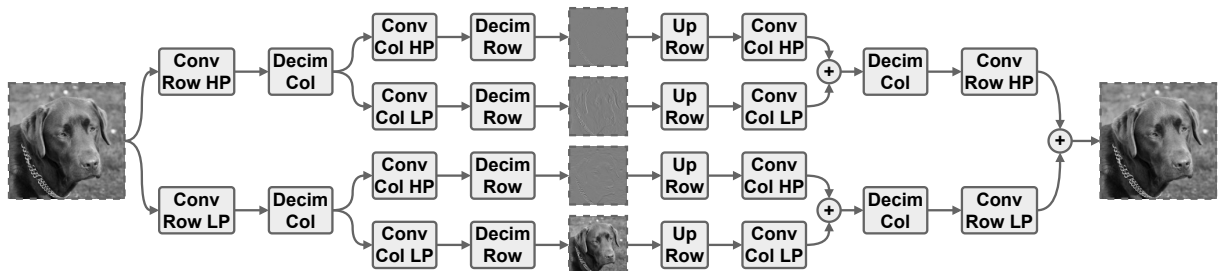 Conv
Row HP
Decim
Col
Conv
Col HP
Decim
Row
Up
Row
Conv
Col HP
Conv
Col LP
Decim
Row
Up
Row
Conv
Col LP
+
Decim
Col
Conv
Row HP
+
Conv
Row LP
Decim
Col
Conv
Col HP
Decim
Row
Up
Row
Conv
Col HP
Conv
Col LP
Decim
Row
Up
Row
Conv
Col LP
+
Decim
Col
Conv
Row LP